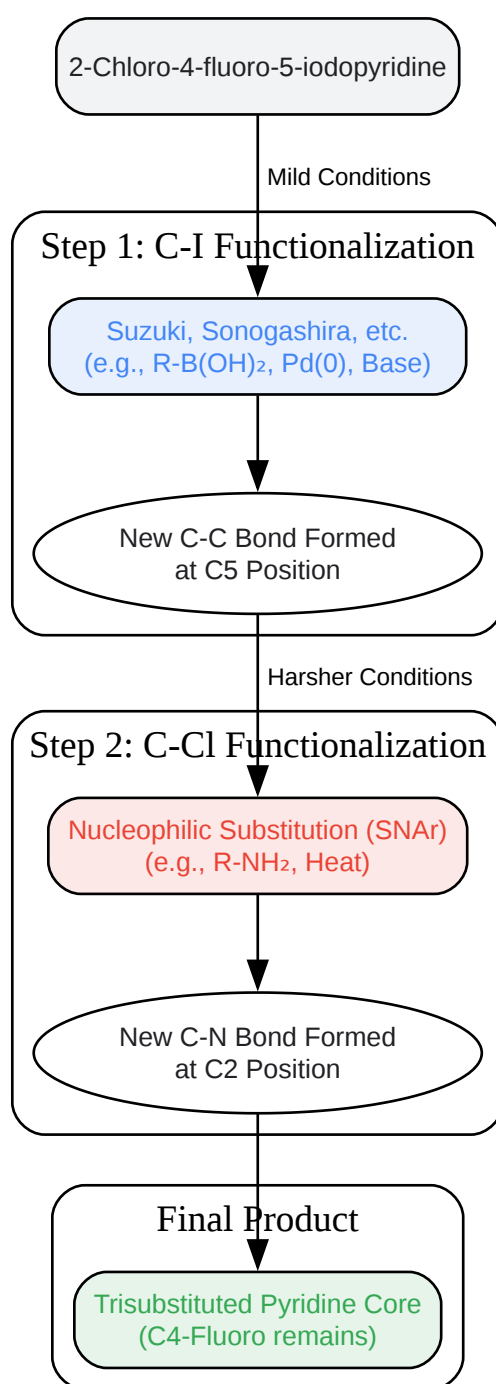 2-Chloro-4-fluoro-5-iodopyridine
Mild Conditions
Step 1: C-I Functionalization
Suzuki, Sonogashira, etc.
(e.g., R-B(OH)₂, Pd(0), Base)
New C-C Bond Formed
at C5 Position
Harsher Conditions
Step 2: C-Cl Functionalization
Nucleophilic Substitution (SNAr)
(e.g., R-NH₂, Heat)
New C-N Bond Formed
at C2 Position
Final Product
Trisubstituted Pyridine Core
(C4-Fluoro remains)